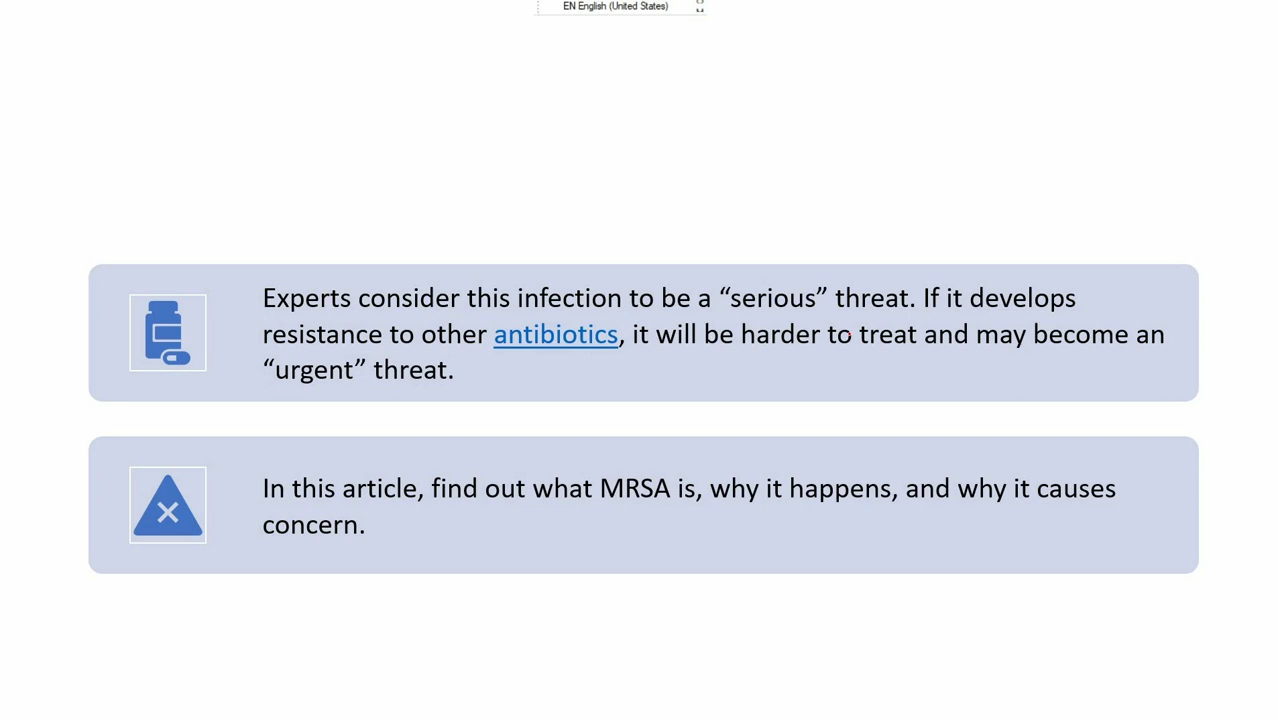 EN English (United States)
Experts consider this infection to be a “serious” threat. If it develops
resistance to other antibiotics, it will be harder to treat and may become an
“urgent” threat.
In this article, find out what MRSA is, why it happens, and why it causes
concern.